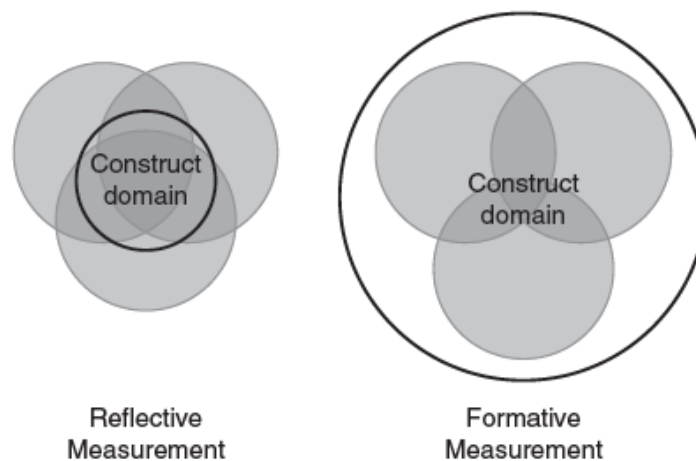 Construct
domain
Construct
domain
Reflective
Measurement
Formative
Measurement